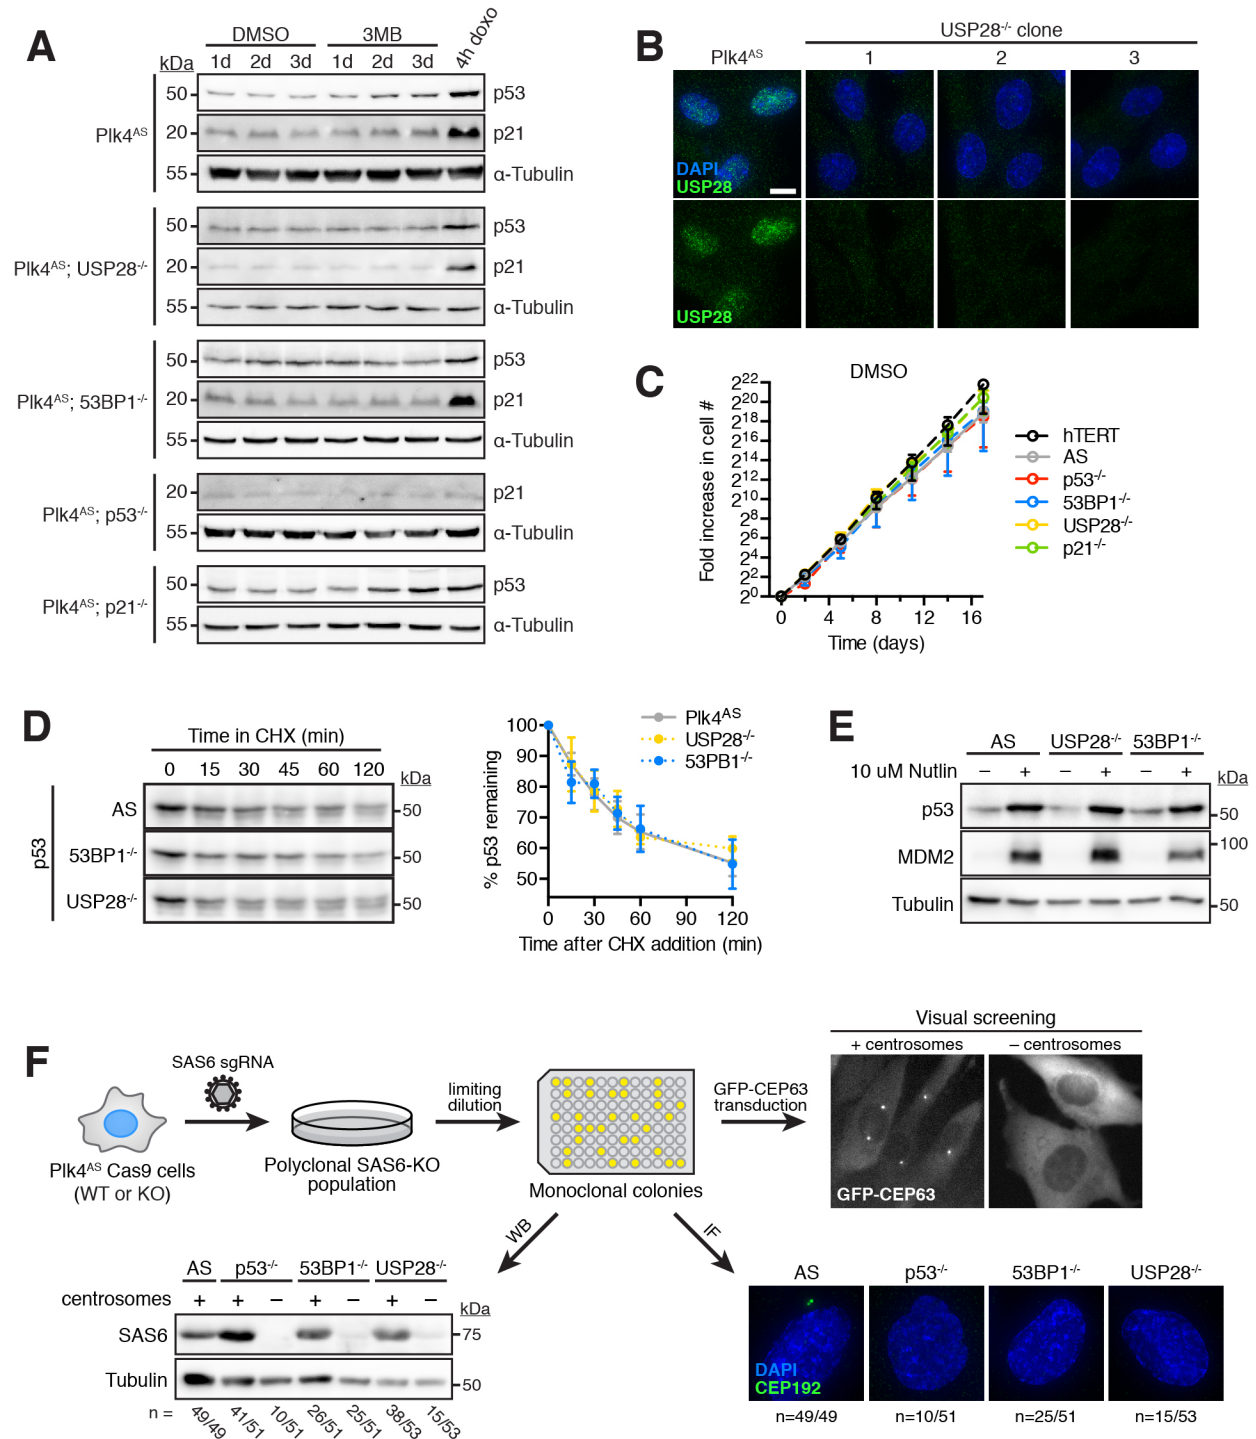 A
DMSO 3MB 4h doxo
kDa 1d 2d 3d 1d 2d 3d
Plk4AS
50 p53
20 p21
55 α-Tubulin
Plk4AS; USP28-/-
50 p53
20 p21
55 α-Tubulin
Plk4AS; 53BP1-/-
50 p53
20 p21
55 α-Tubulin
Plk4AS; p53-/-
20 p21
55 α-Tubulin
Plk4AS; p21-/-
50 p53
55 α-Tubulin
B
USP28-/- clone
Plk4AS 1 2 3
DAPI
USP28
USP28
C
DMSO
Fold increase in cell #
2^22
2^20
2^18
2^16
2^14
2^12
2^10
2^8
2^6
2^4
2^2
2^0
0 4 8 12 16
Time (days)
hTERT
AS
p53-/-
53BP1-/-
USP28-/-
p21-/-
D
Time in CHX (min)
0 15 30 45 60 120
kDa
p53
AS 50
53BP1-/- 50
USP28-/- 50
% p53 remaining
100
90
80
70
60
50
0 30 60 90 120
Time after CHX addition (min)
Plk4AS
USP28-/-
53PB1-/-
E
AS USP28-/- 53BP1-/-
10 uM Nutlin – + – + – + kDa
p53 50
MDM2 100
Tubulin 50
F
SAS6 sgRNA
Plk4AS Cas9 cells
(WT or KO)
Polyclonal SAS6-KO
population
limiting
dilution
Monoclonal colonies
GFP-CEP63
transduction
Visual screening
+ centrosomes – centrosomes
GFP-CEP63
WB
IF
AS p53-/- 53BP1-/- USP28-/-
centrosomes + + – + – + –
kDa
SAS6 75
Tubulin 50
n = 49/49 41/51 10/51 26/51 25/51 38/53 15/53
AS p53-/- 53BP1-/- USP28-/-
DAPI
CEP192
n=49/49 n=10/51 n=25/51 n=15/53